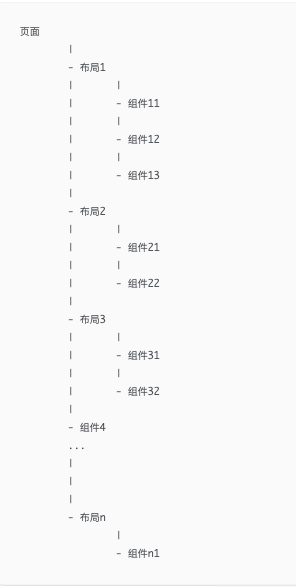 页面
|
- 布局1
| |
| - 组件11
| |
| - 组件12
| |
| - 组件13
|
- 布局2
| |
| - 组件21
| |
| - 组件22
|
- 布局3
| |
| - 组件31
| |
| - 组件32
|
- 组件4
...
|
|
|
- 布局n
|
- 组件n1